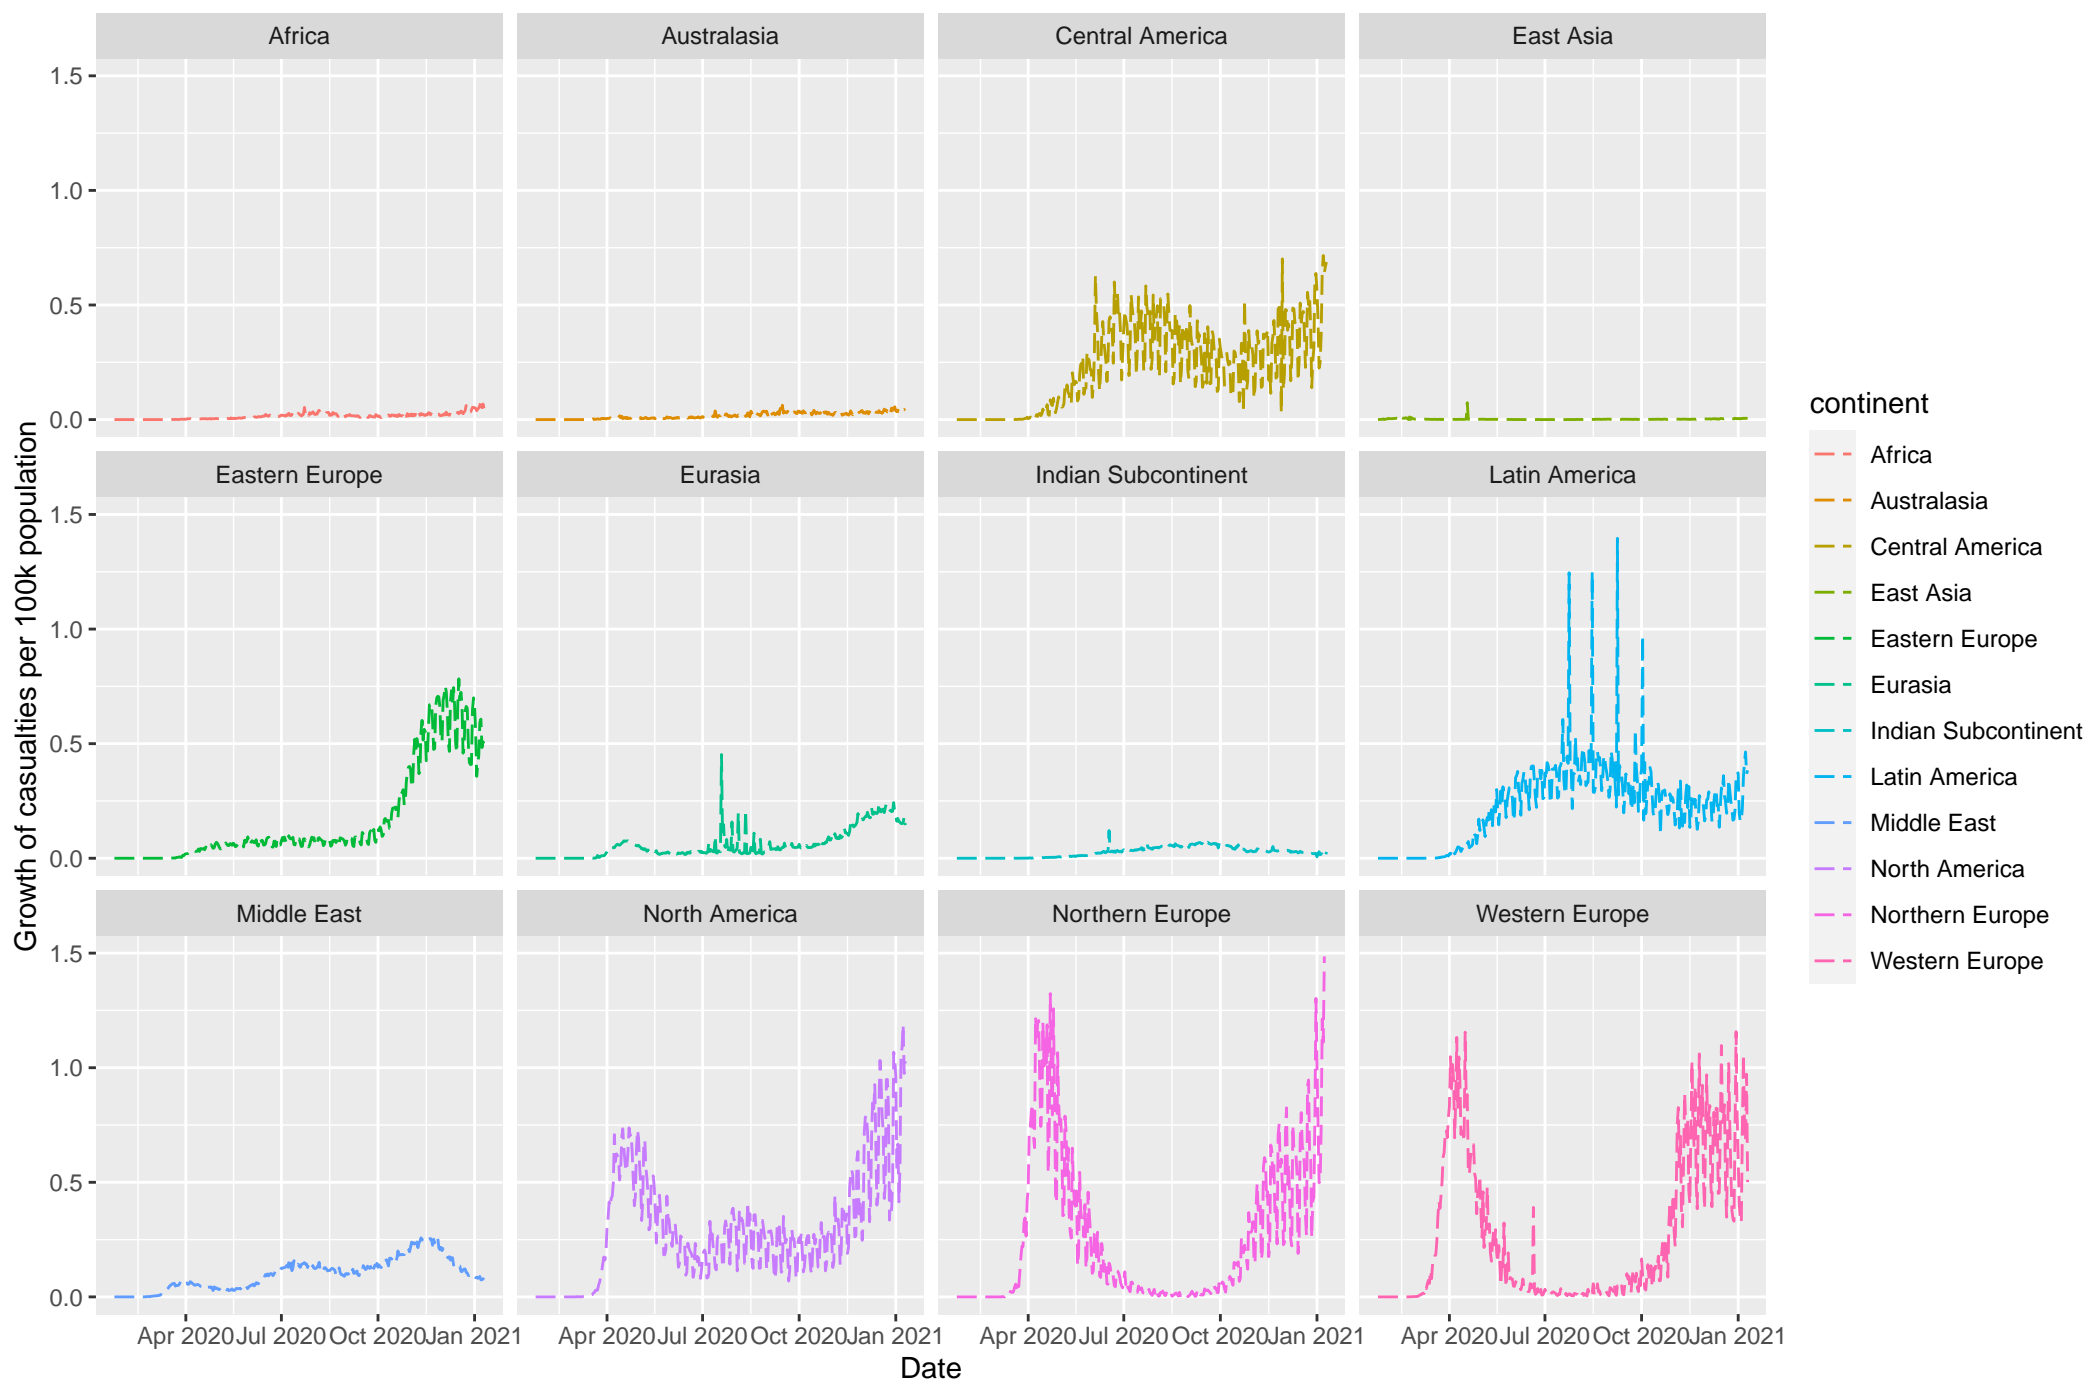 Africa
Australasia
Central America
East Asia
1.5
1.0
0.5
0.0
Eastern Europe
Eurasia
Indian Subcontinent
Latin America
1.5
1.0
0.5
0.0
Middle East
North America
Northern Europe
Western Europe
1.5
1.0
0.5
0.0
Apr 2020 Jul 2020 Oct 2020 Jan 2021
Apr 2020 Jul 2020 Oct 2020 Jan 2021
Apr 2020 Jul 2020 Oct 2020 Jan 2021
Apr 2020 Jul 2020 Oct 2020 Jan 2021
Date
Growth of casualties per 100k population
continent
Africa
Australasia
Central America
East Asia
Eastern Europe
Eurasia
Indian Subcontinent
Latin America
Middle East
North America
Northern Europe
Western Europe